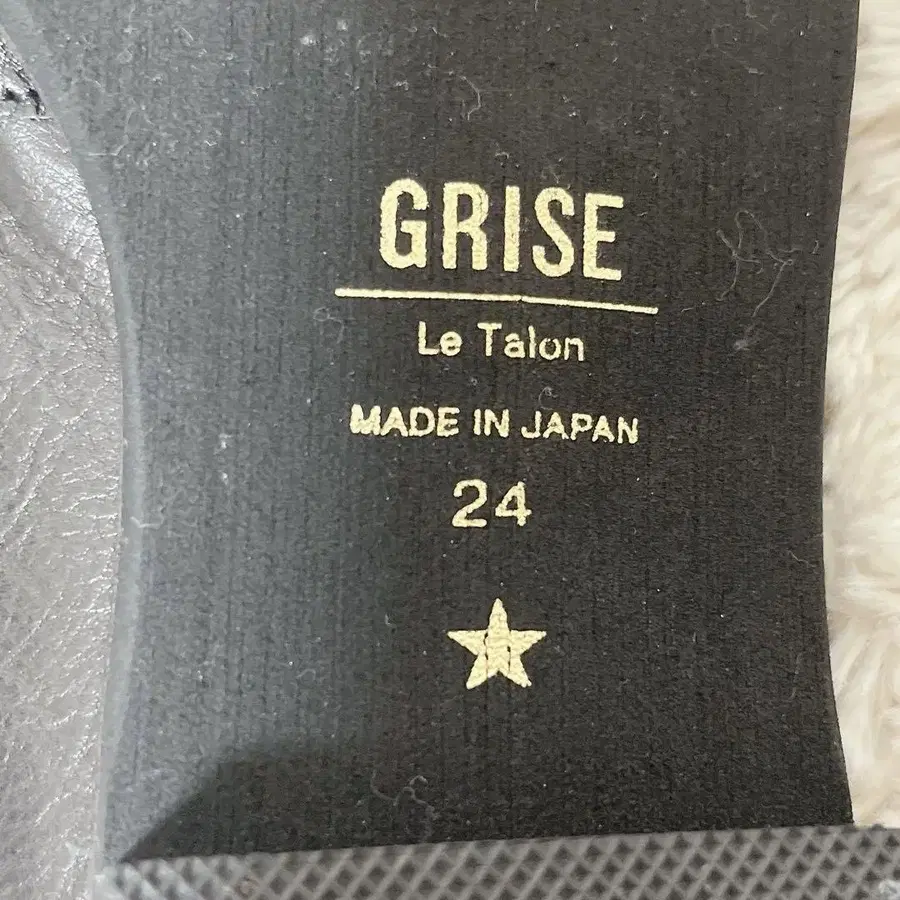 GRISE
Le Talon
MADE IN JAPAN
24